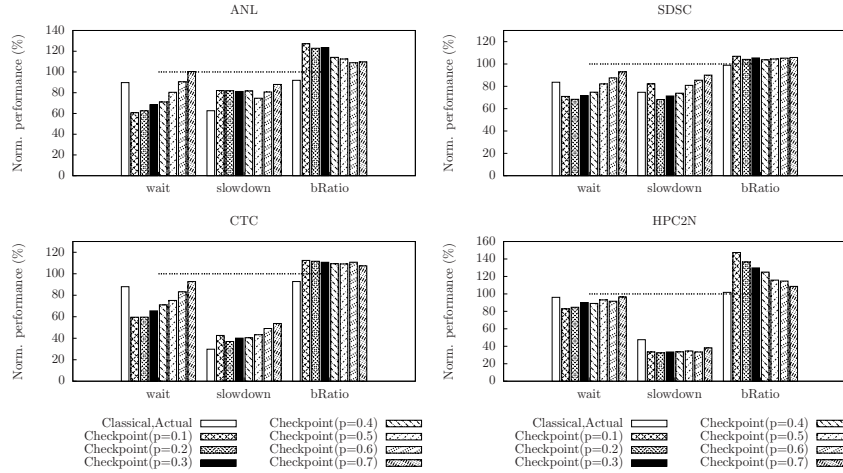 ANL
140
120
100
80
60
40
20
0
Norm. performance (%)
wait slowdown bRatio
SDSC
120
100
80
60
40
20
0
Norm. performance (%)
wait slowdown bRatio
CTC
120
100
80
60
40
20
0
Norm. performance (%)
wait slowdown bRatio
HPC2N
160
140
120
100
80
60
40
20
0
Norm. performance (%)
wait slowdown bRatio
Classical,Actual
Checkpoint(p=0.1)
Checkpoint(p=0.2)
Checkpoint(p=0.3)
Checkpoint(p=0.4)
Checkpoint(p=0.5)
Checkpoint(p=0.6)
Checkpoint(p=0.7)
Classical,Actual
Checkpoint(p=0.1)
Checkpoint(p=0.2)
Checkpoint(p=0.3)
Checkpoint(p=0.4)
Checkpoint(p=0.5)
Checkpoint(p=0.6)
Checkpoint(p=0.7)